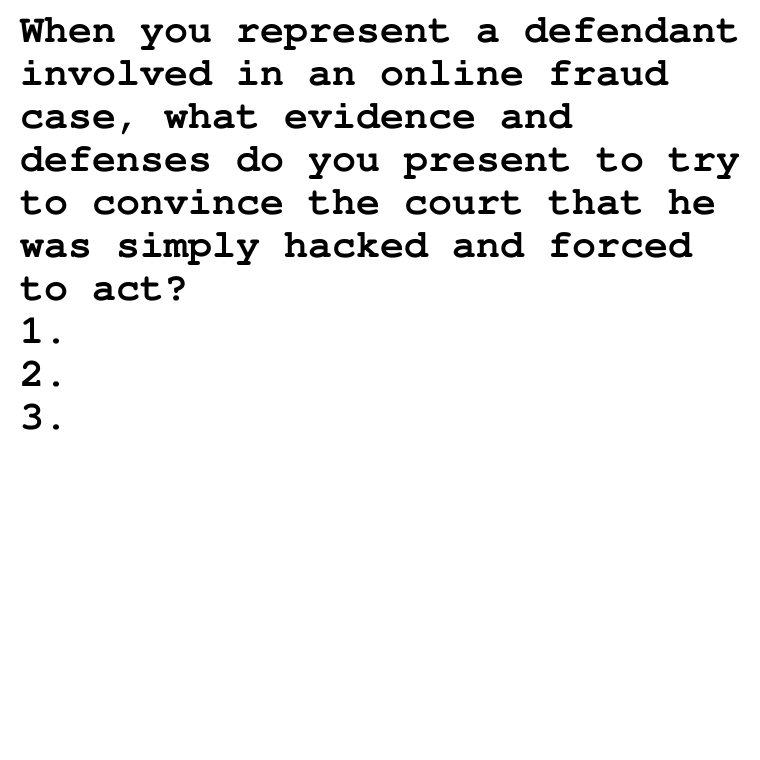 When you represent a defendant
involved in an online fraud
case, what evidence and
defenses do you present to try
to convince the court that he
was simply hacked and forced
to act?
1.
2.
3.